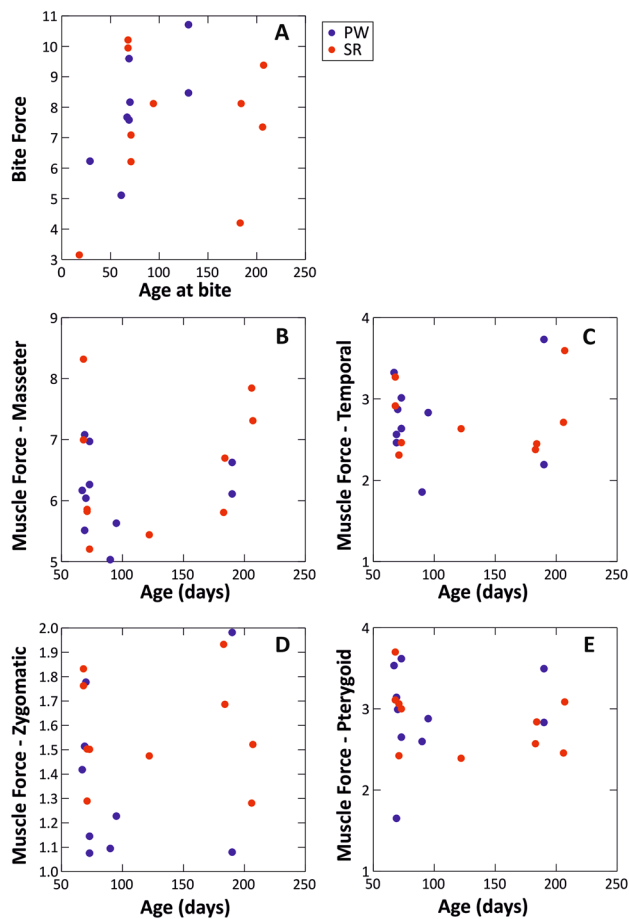 A
PW
SR
Bite Force
11
10
9
8
7
6
5
4
3
0 50 100 150 200 250
Age at bite
B
Muscle Force - Masseter
9
8
7
6
5
50 100 150 200 250
Age (days)
C
Muscle Force - Temporal
4
3
2
1
50 100 150 200 250
Age (days)
D
Muscle Force - Zygomatic
2.0
1.9
1.8
1.7
1.6
1.5
1.4
1.3
1.2
1.1
1.0
50 100 150 200 250
Age (days)
E
Muscle Force - Pterygoid
4
3
2
1
50 100 150 200 250
Age (days)